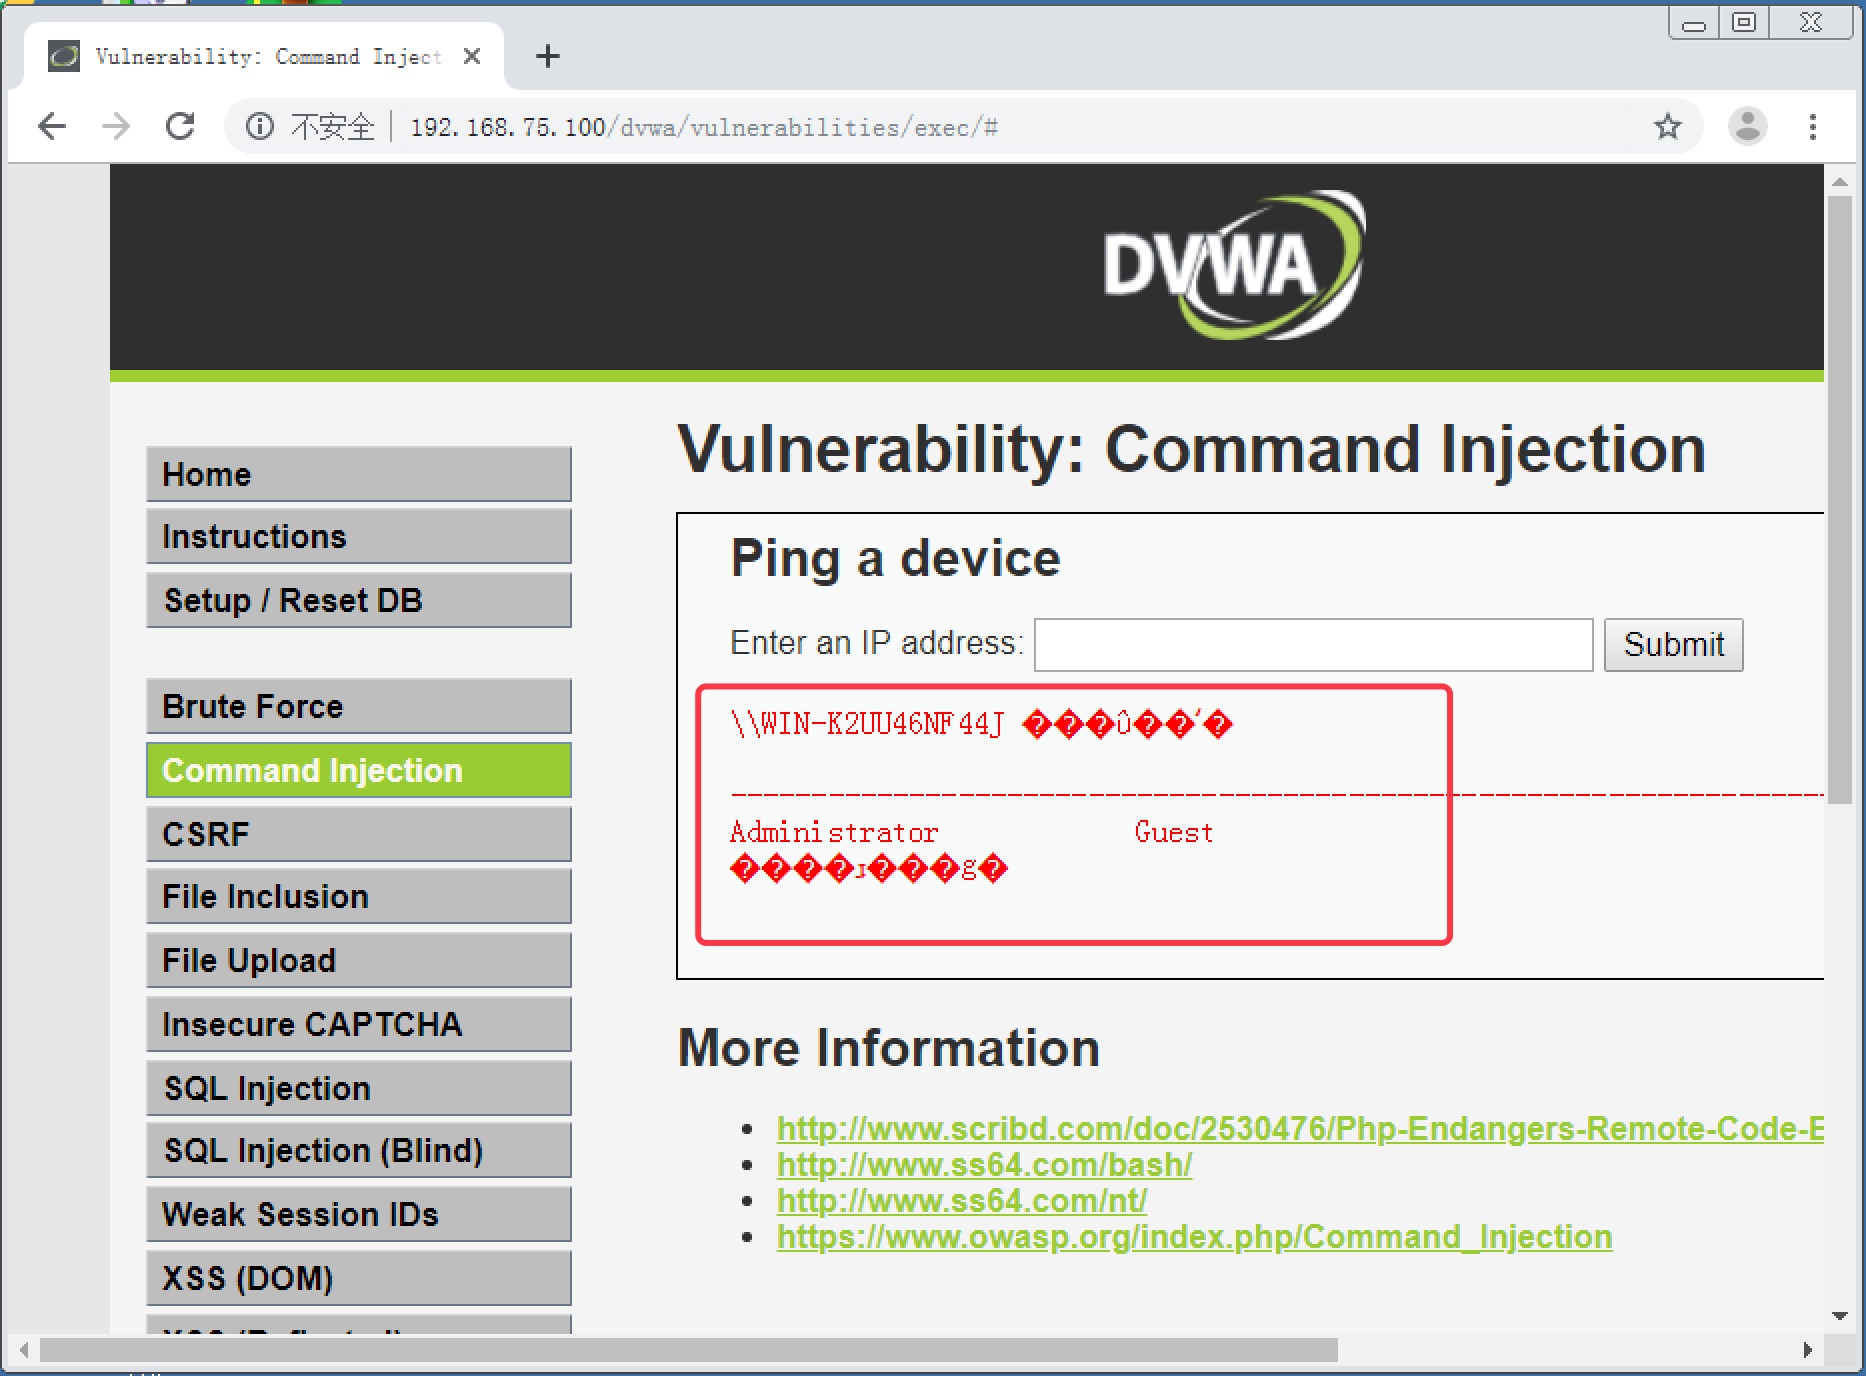 Vulnerability: Command Inject
不安全 192.168.75.100/dvwa/vulnerabilities/exec/#
DVWA
Home
Instructions
Setup / Reset DB
Brute Force
Command Injection
CSRF
File Inclusion
File Upload
Insecure CAPTCHA
SQL Injection
SQL Injection (Blind)
Weak Session IDs
XSS (DOM)
Vulnerability: Command Injection
Ping a device
Enter an IP address: Submit
\\WIN-K2UU46NF44J ���û��ʻ�
-------------------------------------------------------------------------------
Administrator Guest
����ɪ���g�
More Information
http://www.scribd.com/doc/2530476/Php-Endangers-Remote-Code-E
http://www.ss64.com/bash/
http://www.ss64.com/nt/
https://www.owasp.org/index.php/Command_Injection